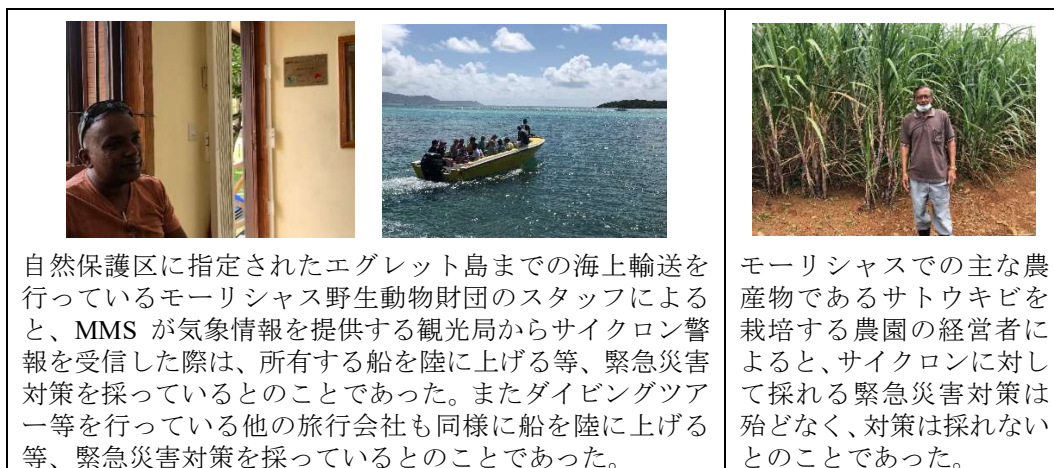 自然保護区に指定されたエグレット島までの海上輸送を
行っているモーリシャス野生動物財団のスタッフによる
と、MMS が気象情報を提供する観光局からサイクロン警
報を受信した際は、所有する船を陸に上げる等、緊急災害
対策を採っているとのことであった。またダイビングツア
ー等を行っている他の旅行会社も同様に船を陸に上げる
等、緊急災害対策を採っているとのことであった。
モーリシャスでの主な農
産物であるサトウキビを
栽培する農園の経営者に
よると、サイクロンに対し
て採れる緊急災害対策は
殆どなく、対策は採れない
とのことであった。